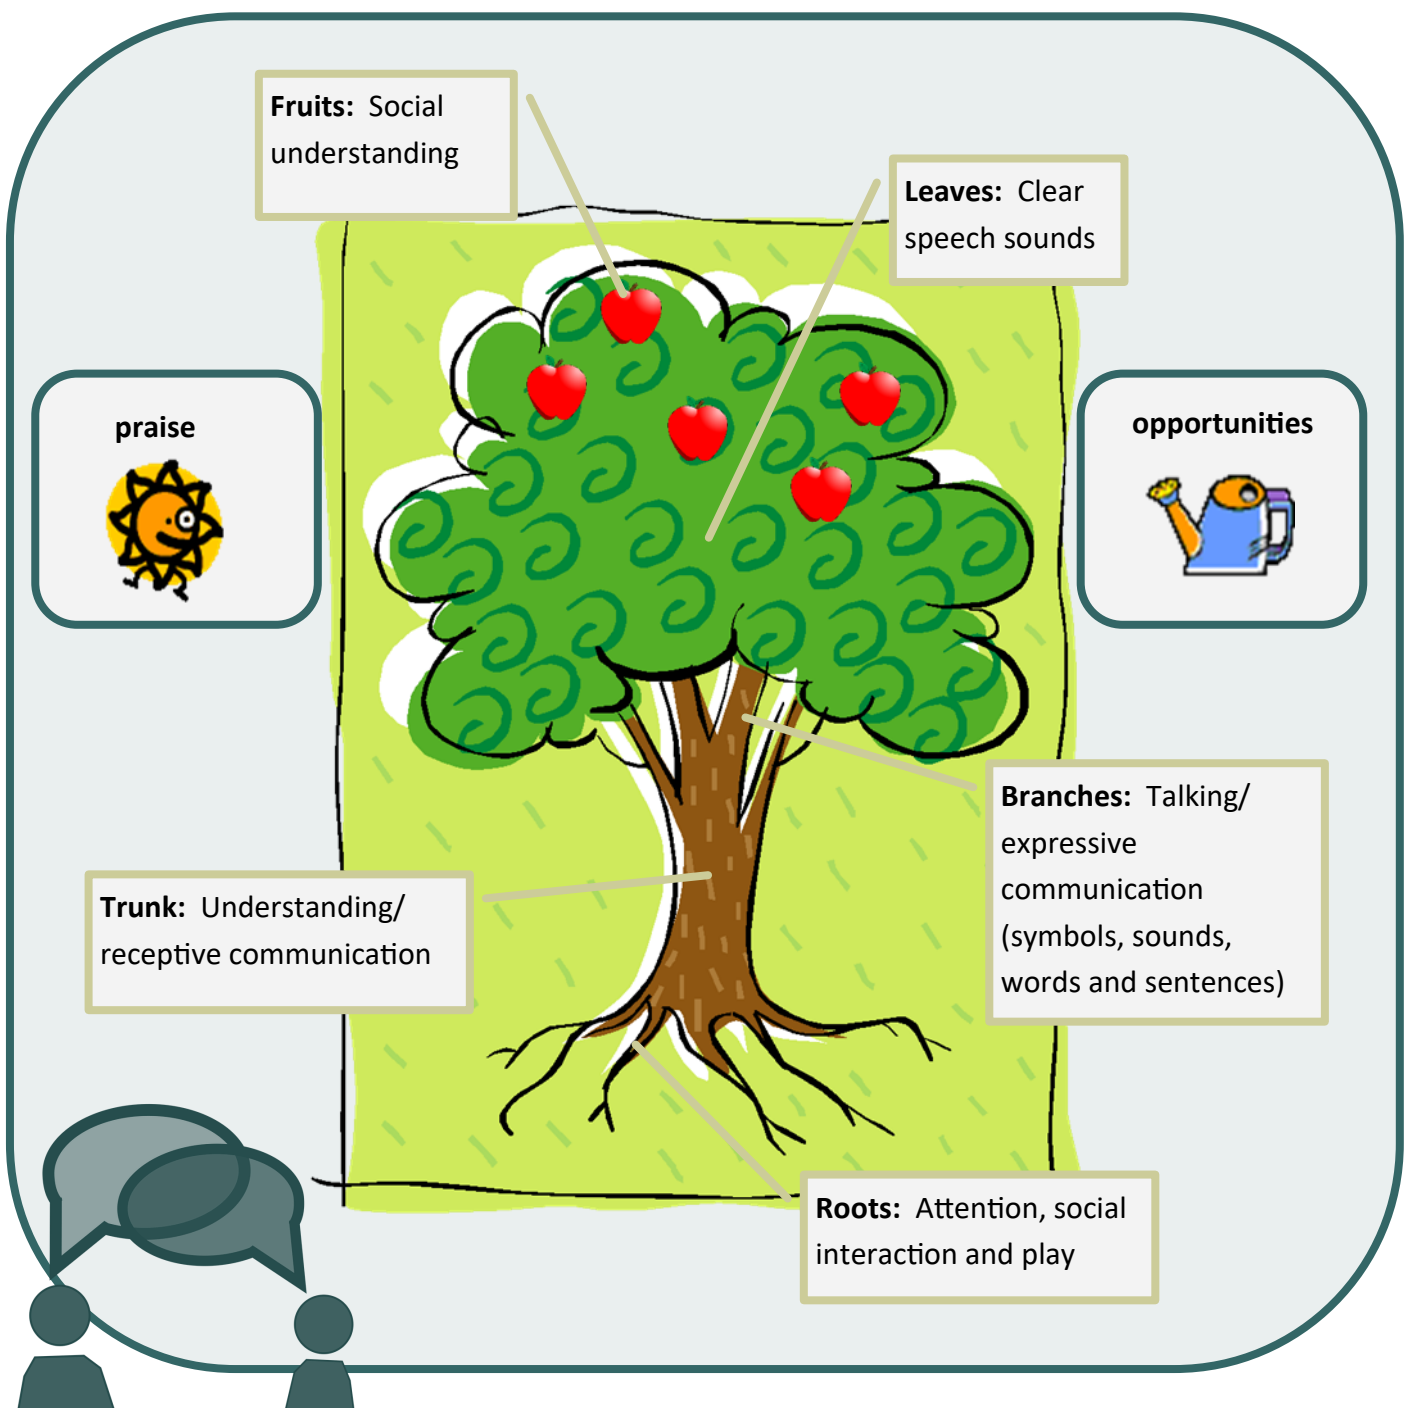 Fruits:  Social
understanding
Leaves:  Clear
speech sounds
praise
opportunities
Branches:  Talking/
expressive
communication
(symbols, sounds,
words and sentences)
Trunk:  Understanding/
receptive communication
Roots:  Attention, social
interaction and play